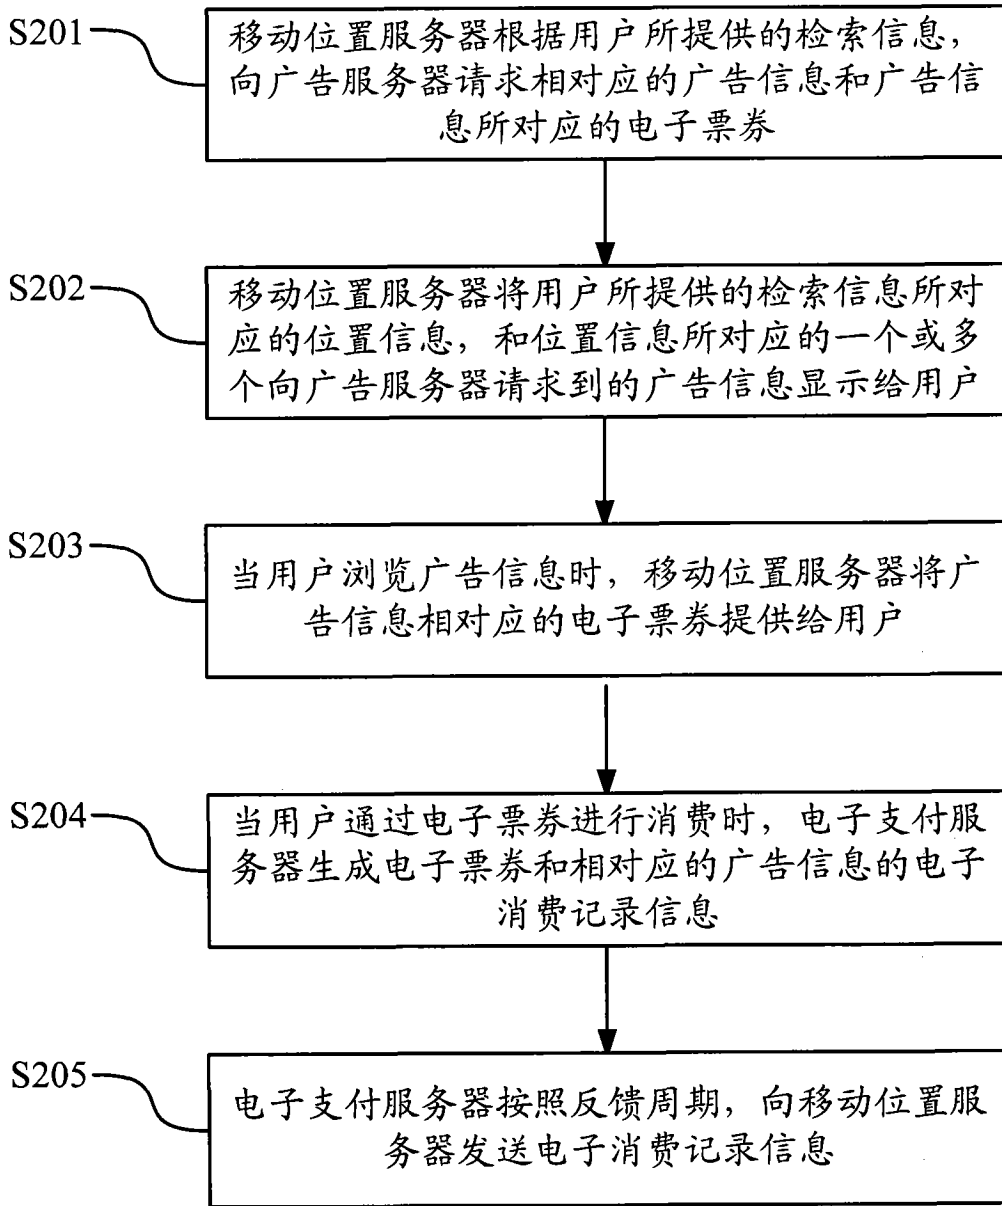 S201
移动位置服务器根据用户所提供的检索信息，
向广告服务器请求相对应的广告信息和广告信
息所对应的电子票券
S202
移动位置服务器将用户所提供的检索信息所对
应的位置信息，和位置信息所对应的一个或多
个向广告服务器请求到的广告信息显示给用户
S203
当用户浏览广告信息时，移动位置服务器将广
告信息相对应的电子票券提供给用户
S204
当用户通过电子票券进行消费时，电子支付服
务器生成电子票券和相对应的广告信息的电子
消费记录信息
S205
电子支付服务器按照反馈周期，向移动位置服
务器发送电子消费记录信息